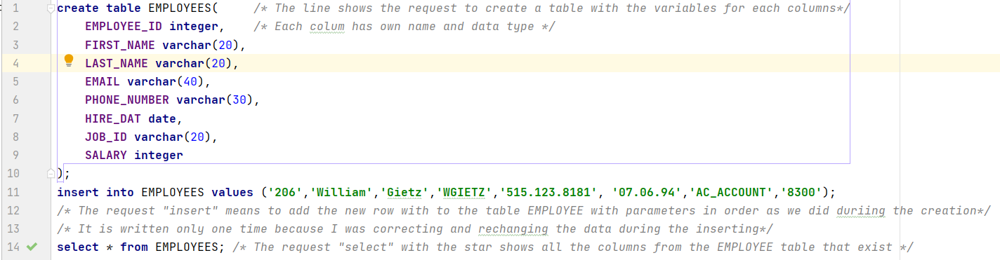 1 create table EMPLOYEES( /* The line shows the request to create a table with the variables for each columns*/
2 EMPLOYEE_ID integer, /* Each colum has own name and data type */
3 FIRST_NAME varchar(20),
4 LAST_NAME varchar(20),
5 EMAIL varchar(40),
6 PHONE_NUMBER varchar(30),
7 HIRE_DAT date,
8 JOB_ID varchar(20),
9 SALARY integer
10 );
11 insert into EMPLOYEES values ('206','William','Gietz','WGIETZ','515.123.8181', '07.06.94','AC_ACCOUNT','8300');
12 /* The request "insert" means to add the new row with to the table EMPLOYEE with parameters in order as we did duriing the creation*/
13 /* It is written only one time because I was correcting and rechanging the data during the inserting*/
14 select * from EMPLOYEES; /* The request "select" with the star shows all the columns from the EMPLOYEE table that exist */